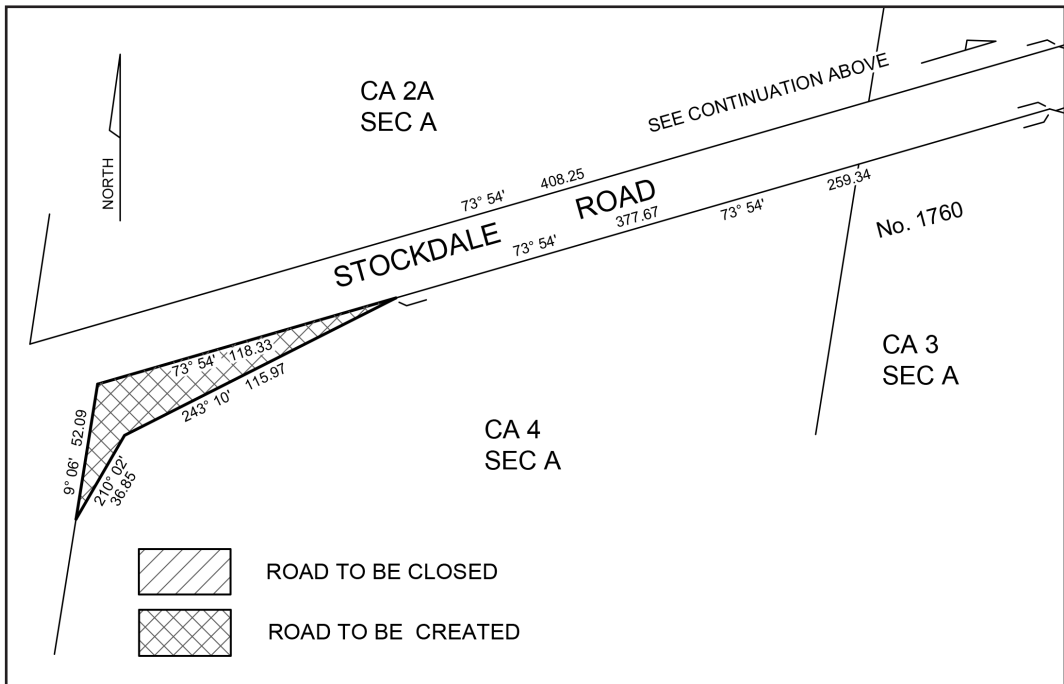 CA 2A
SEC A
NORTH
SEE CONTINUATION ABOVE
73° 54' 408.25
STOCKDALE ROAD
73° 54' 377.67 73° 54' 259.34
No. 1760
73° 54' 118.33
243° 10' 115.97
9° 06' 52.09
210° 02'
36.85
CA 3
SEC A
CA 4
SEC A
ROAD TO BE CLOSED
ROAD TO BE CREATED